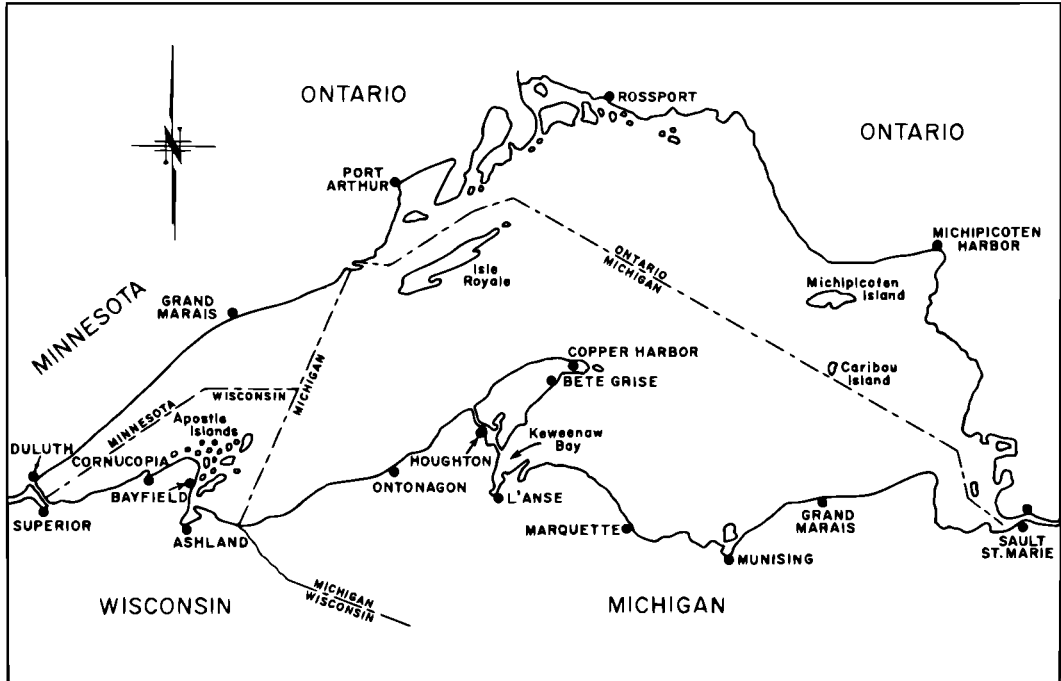 ONTARIO
ROSSPORT
ONTARIO
PORT
ARTHUR
MICHIPICOTEN
HARBOR
ONTARIO
MICHIGAN
Isle
Royale
Michipicoten
Island
GRAND
MARAIS
MINNESOTA
COPPER HARBOR
BETE GRISE
Caribou
Island
MICHIGAN
WISCONSIN
MINNESOTA
Apostle
Islands
DULUTH
CORNUCOPIA
BAYFIELD
Keweenaw
Bay
HOUGHTON
ONTONAGON
L'ANSE
GRAND
MARAIS
SUPERIOR
ASHLAND
MARQUETTE
MUNISING
SAULT
ST. MARIE
MICHIGAN
WISCONSIN
WISCONSIN
MICHIGAN